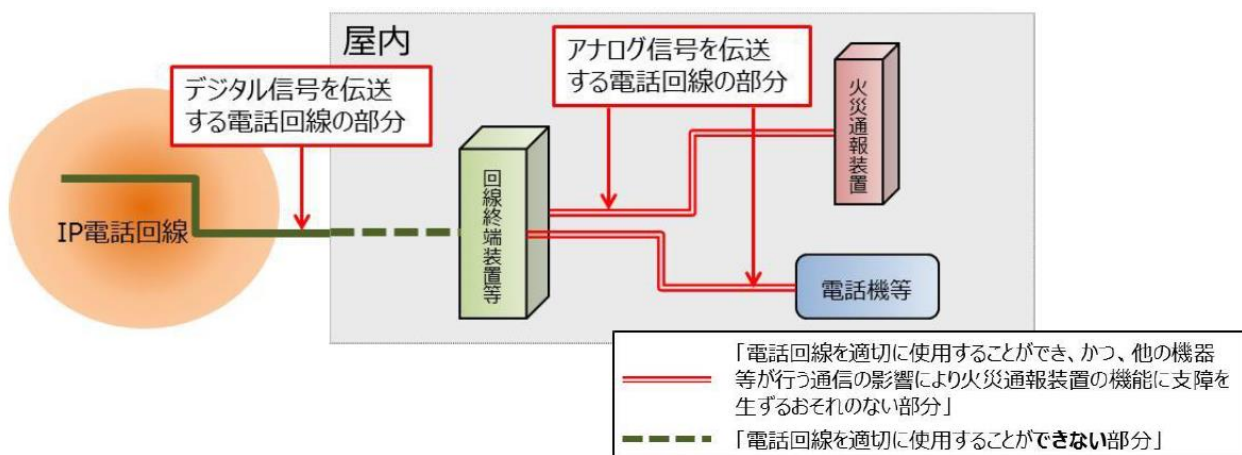 屋内
デジタル信号を伝送
する電話回線の部分
アナログ信号を伝送
する電話回線の部分
火災通報装置
IP電話回線
回線終端装置等
電話機等
「電話回線を適切に使用することができ、かつ、他の機器
等が行う通信の影響により火災通報装置の機能に支障を
生ずるおそれのない部分」
「電話回線を適切に使用することができない部分」